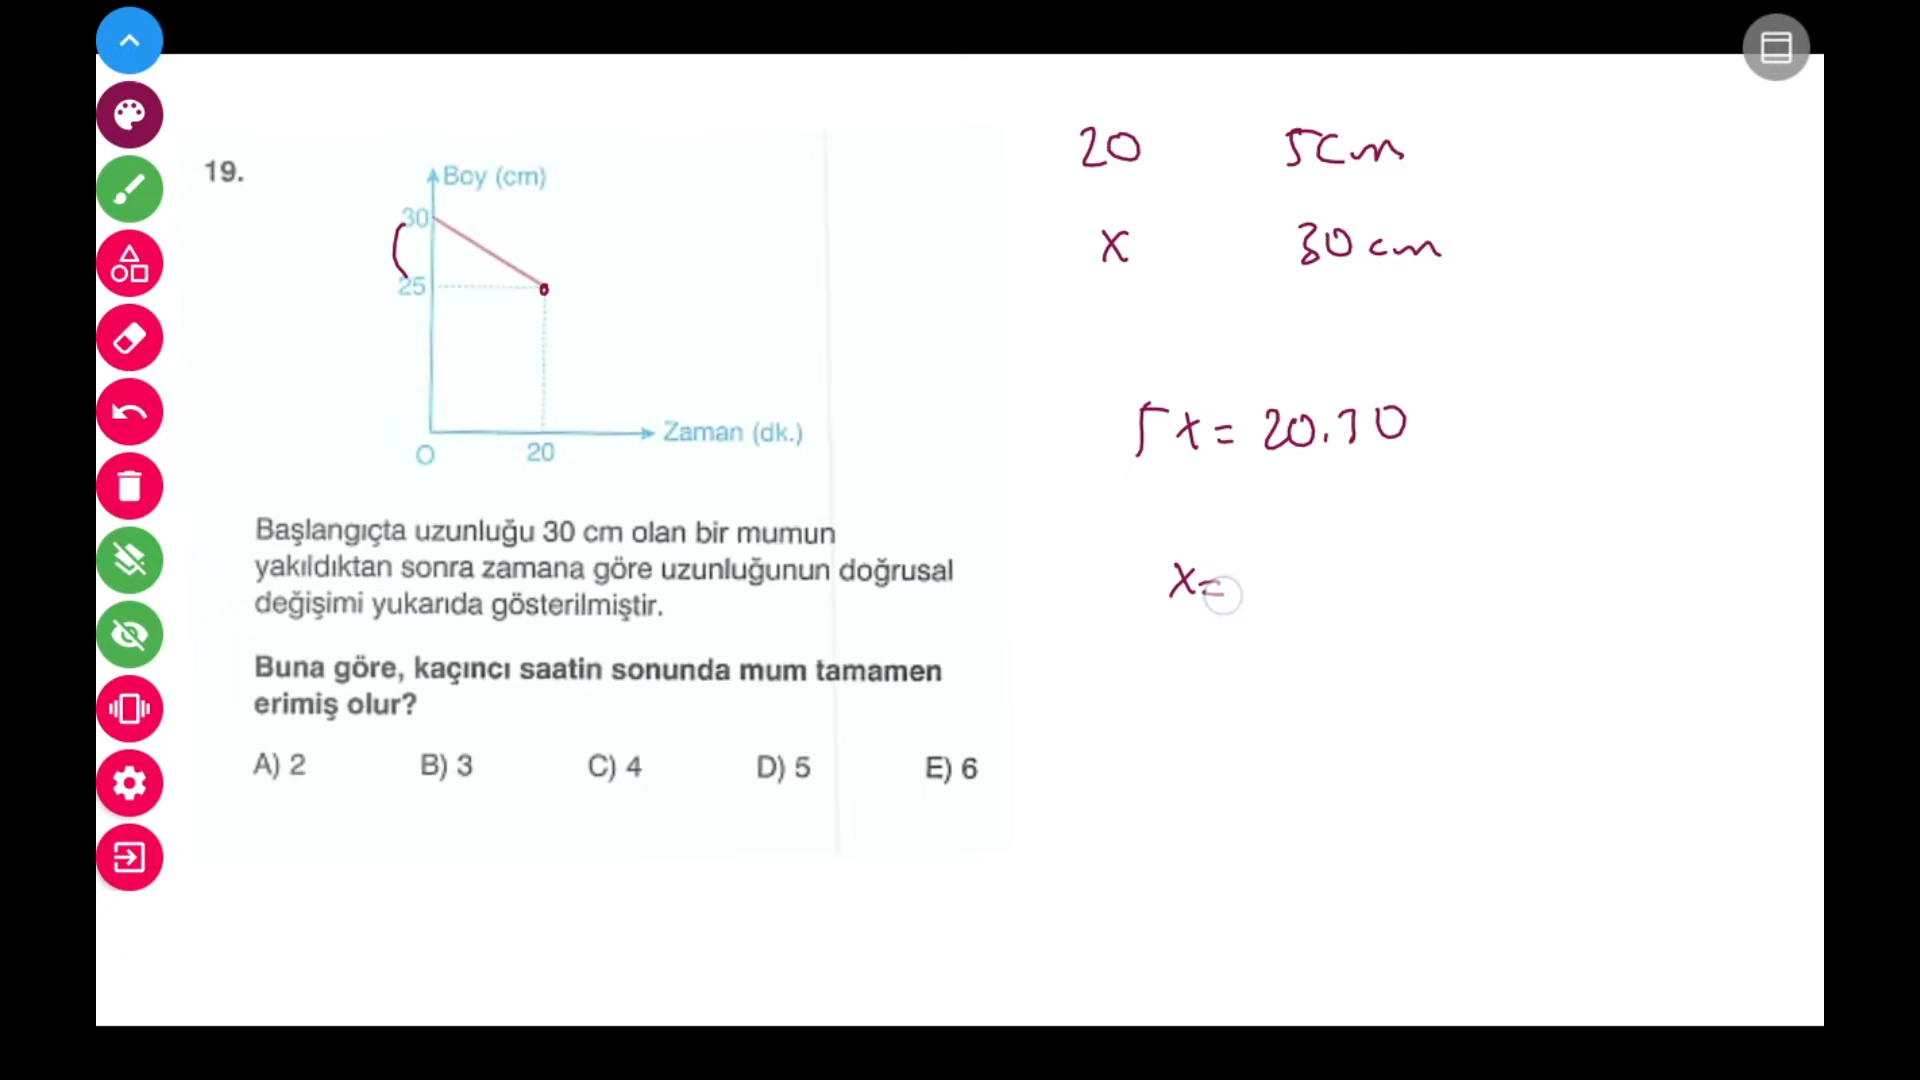 19.
Boy (cm)
30
25
O
20
Zaman (dk.)
Başlangıçta uzunluğu 30 cm olan bir mumun
yakıldıktan sonra zamana göre uzunluğunun doğrusal
değişimi yukarıda gösterilmiştir.
Buna göre, kaçıncı saatin sonunda mum tamamen
erimiş olur?
A) 2 B) 3 C) 4 D) 5 E) 6
20 5cm
x 30 cm
5x = 20.30
x=